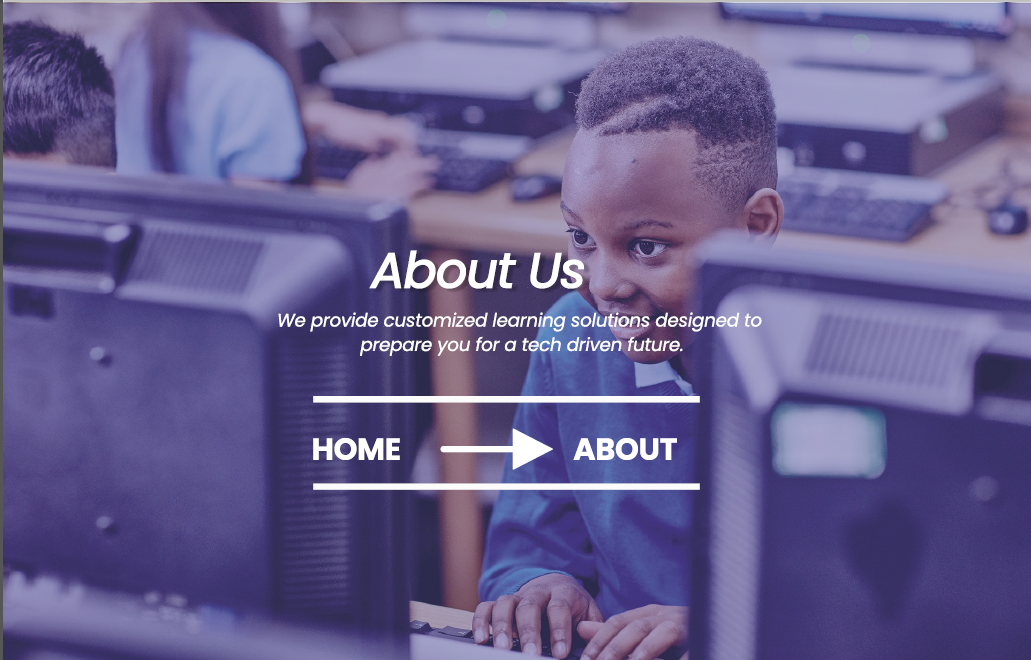 About Us
We provide customized learning solutions designed to
prepare you for a tech driven future.
HOME ABOUT